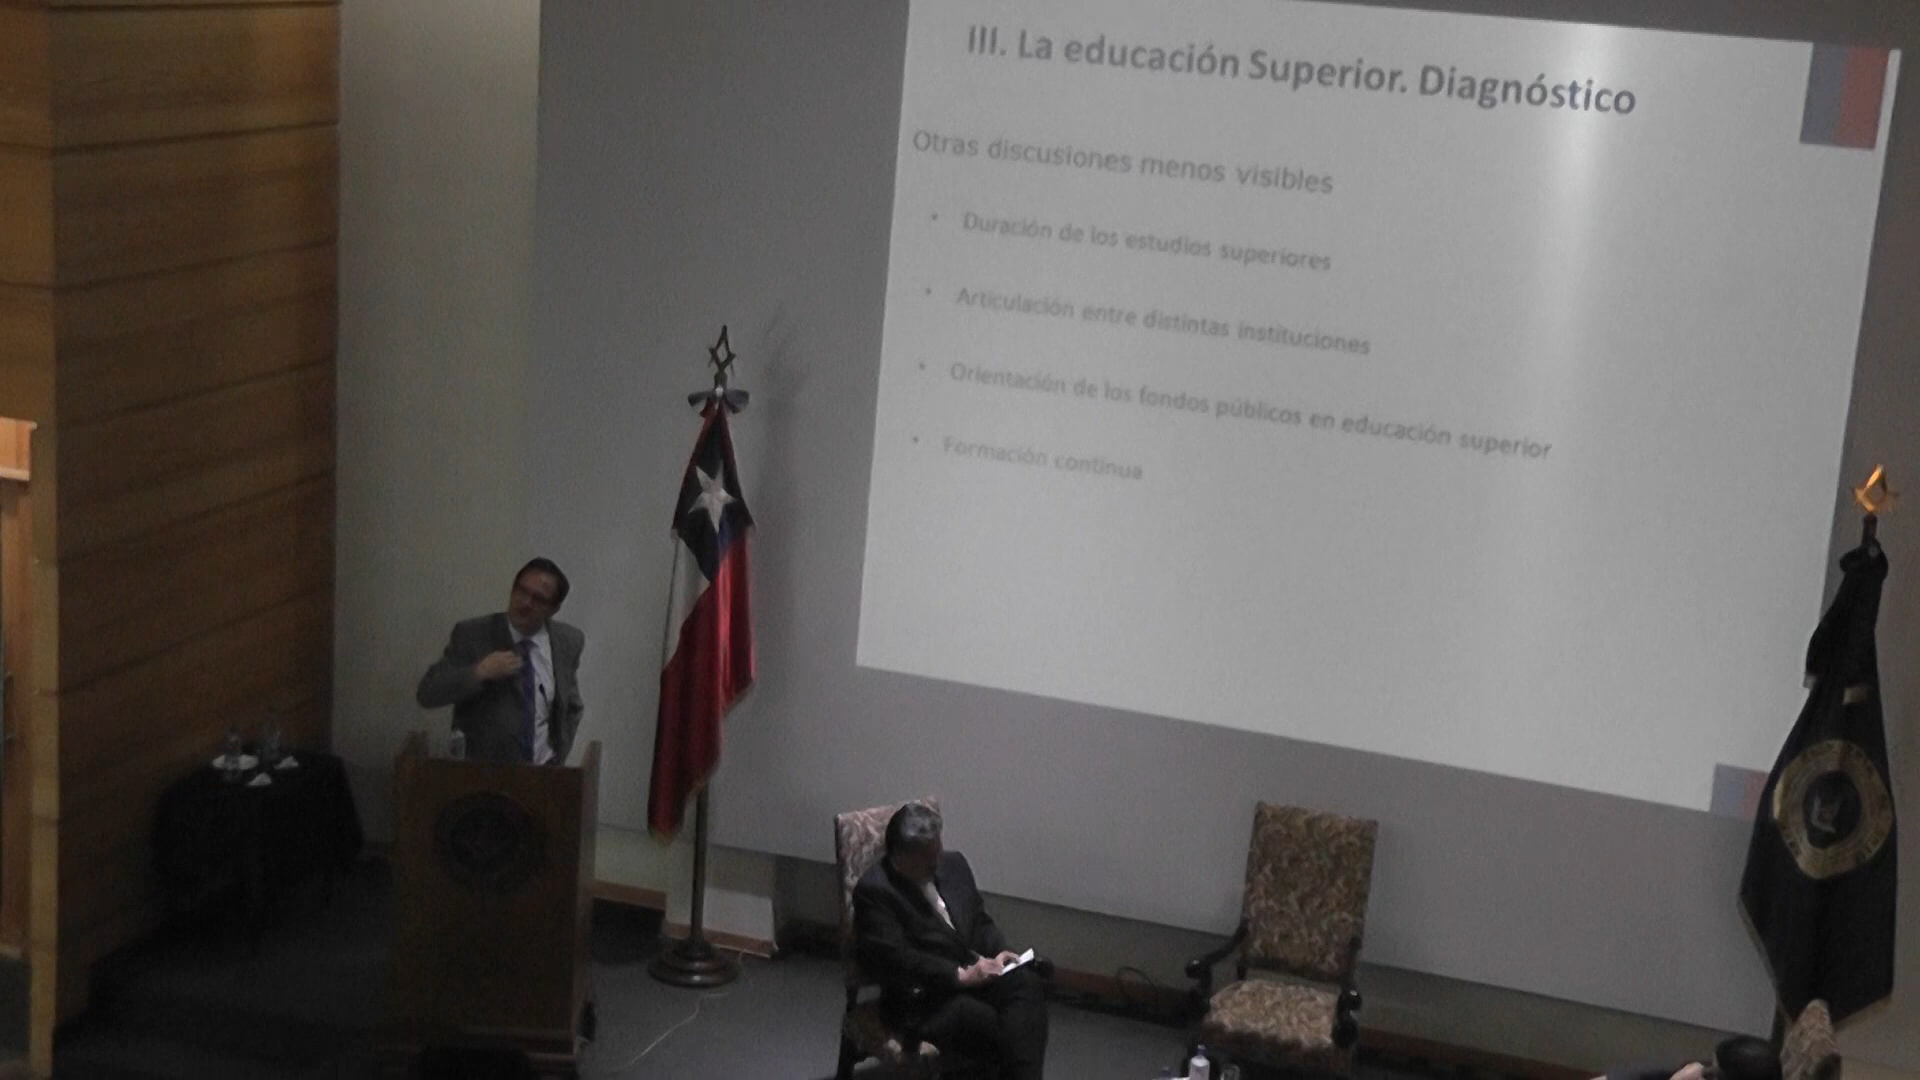 III. La educación Superior. Diagnóstico
Otras discusiones menos visibles
• Duración de los estudios superiores
• Articulación entre distintas instituciones
• Orientación de los fondos públicos en educación superior
• Formación continua